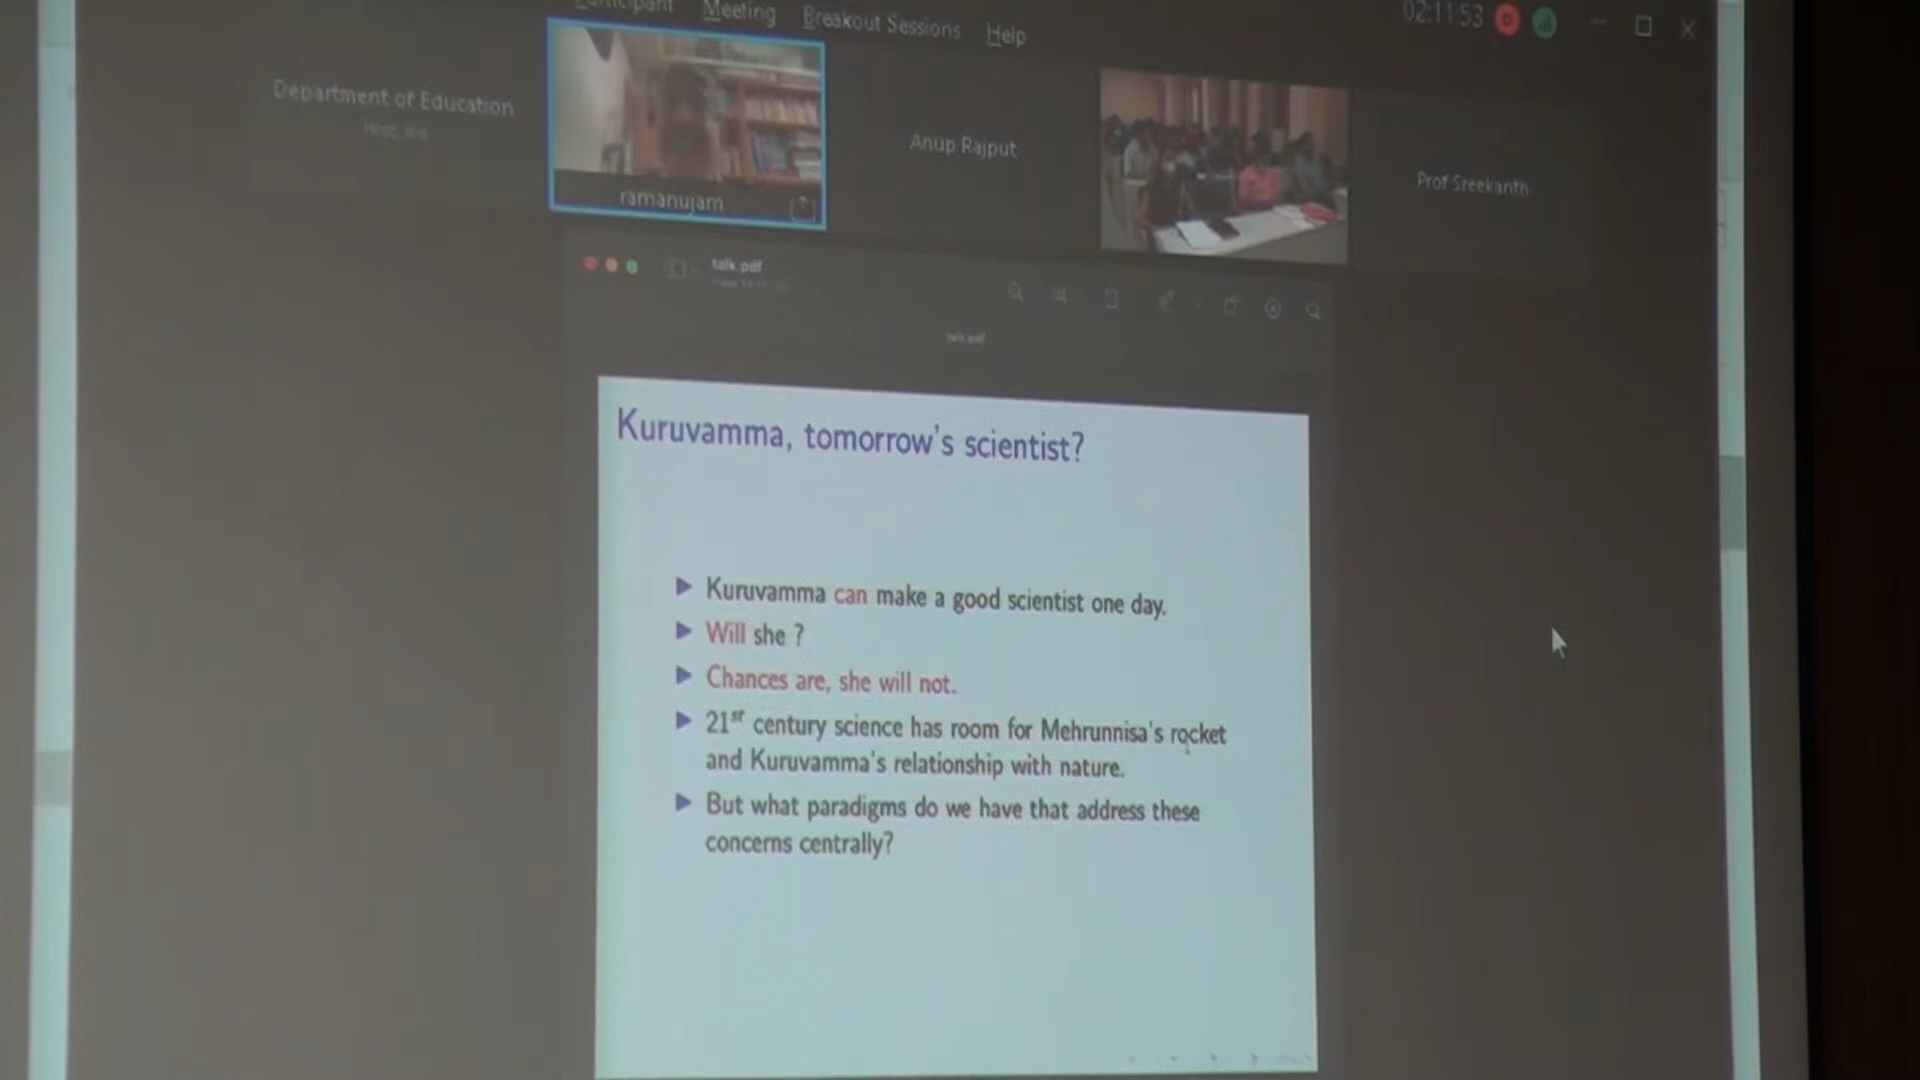 Participant Meeting Breakout Sessions Help
02:11:53
Department of Education
ramanujam
Anup Rajput
Prof Sreekanth
talk.pdf
talk.pdf
Kuruvamma, tomorrow's scientist?
Kuruvamma can make a good scientist one day.
Will she ?
Chances are, she will not.
21st century science has room for Mehrunnisa's rocket
and Kuruvamma's relationship with nature.
But what paradigms do we have that address these
concerns centrally?